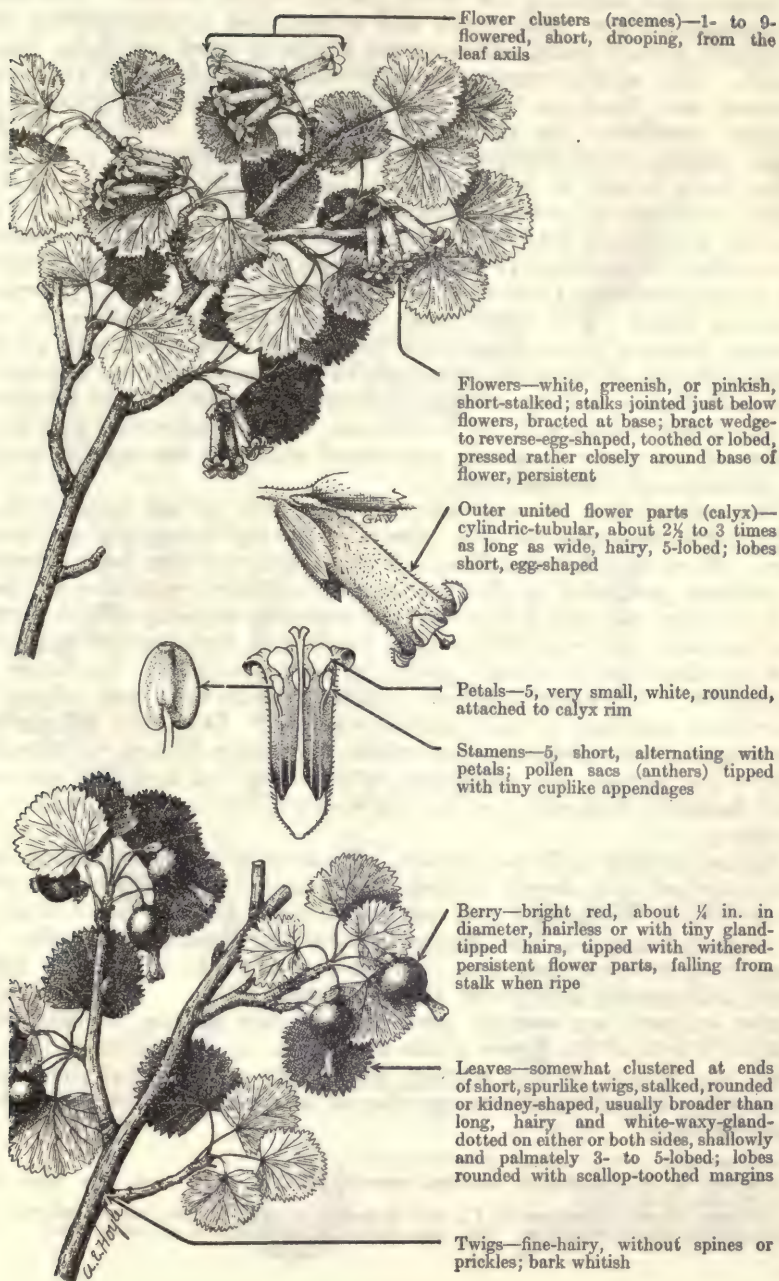 Flower clusters (racemes)—1- to 9-
flowered, short, drooping, from the
leaf axils
Flowers—white, greenish, or pinkish,
short-stalked; stalks jointed just below
flowers, bracted at base; bract wedge-
to reverse-egg-shaped, toothed or lobed,
pressed rather closely around base of
flower, persistent
GAW
Outer united flower parts (calyx)—
cylindric-tubular, about 2½ to 3 times
as long as wide, hairy, 5-lobed; lobes
short, egg-shaped
Petals—5, very small, white, rounded,
attached to calyx rim
Stamens—5, short, alternating with
petals; pollen sacs (anthers) tipped
with tiny cuplike appendages
Berry—bright red, about ¼ in. in
diameter, hairless or with tiny gland-
tipped hairs, tipped with withered-
persistent flower parts, falling from
stalk when ripe
Leaves—somewhat clustered at ends
of short, spurlike twigs, stalked, rounded
or kidney-shaped, usually broader than
long, hairy and white-waxy-gland-
dotted on either or both sides, shallowly
and palmately 3- to 5-lobed; lobes
rounded with scallop-toothed margins
Twigs—fine-hairy, without spines or
prickles; bark whitish